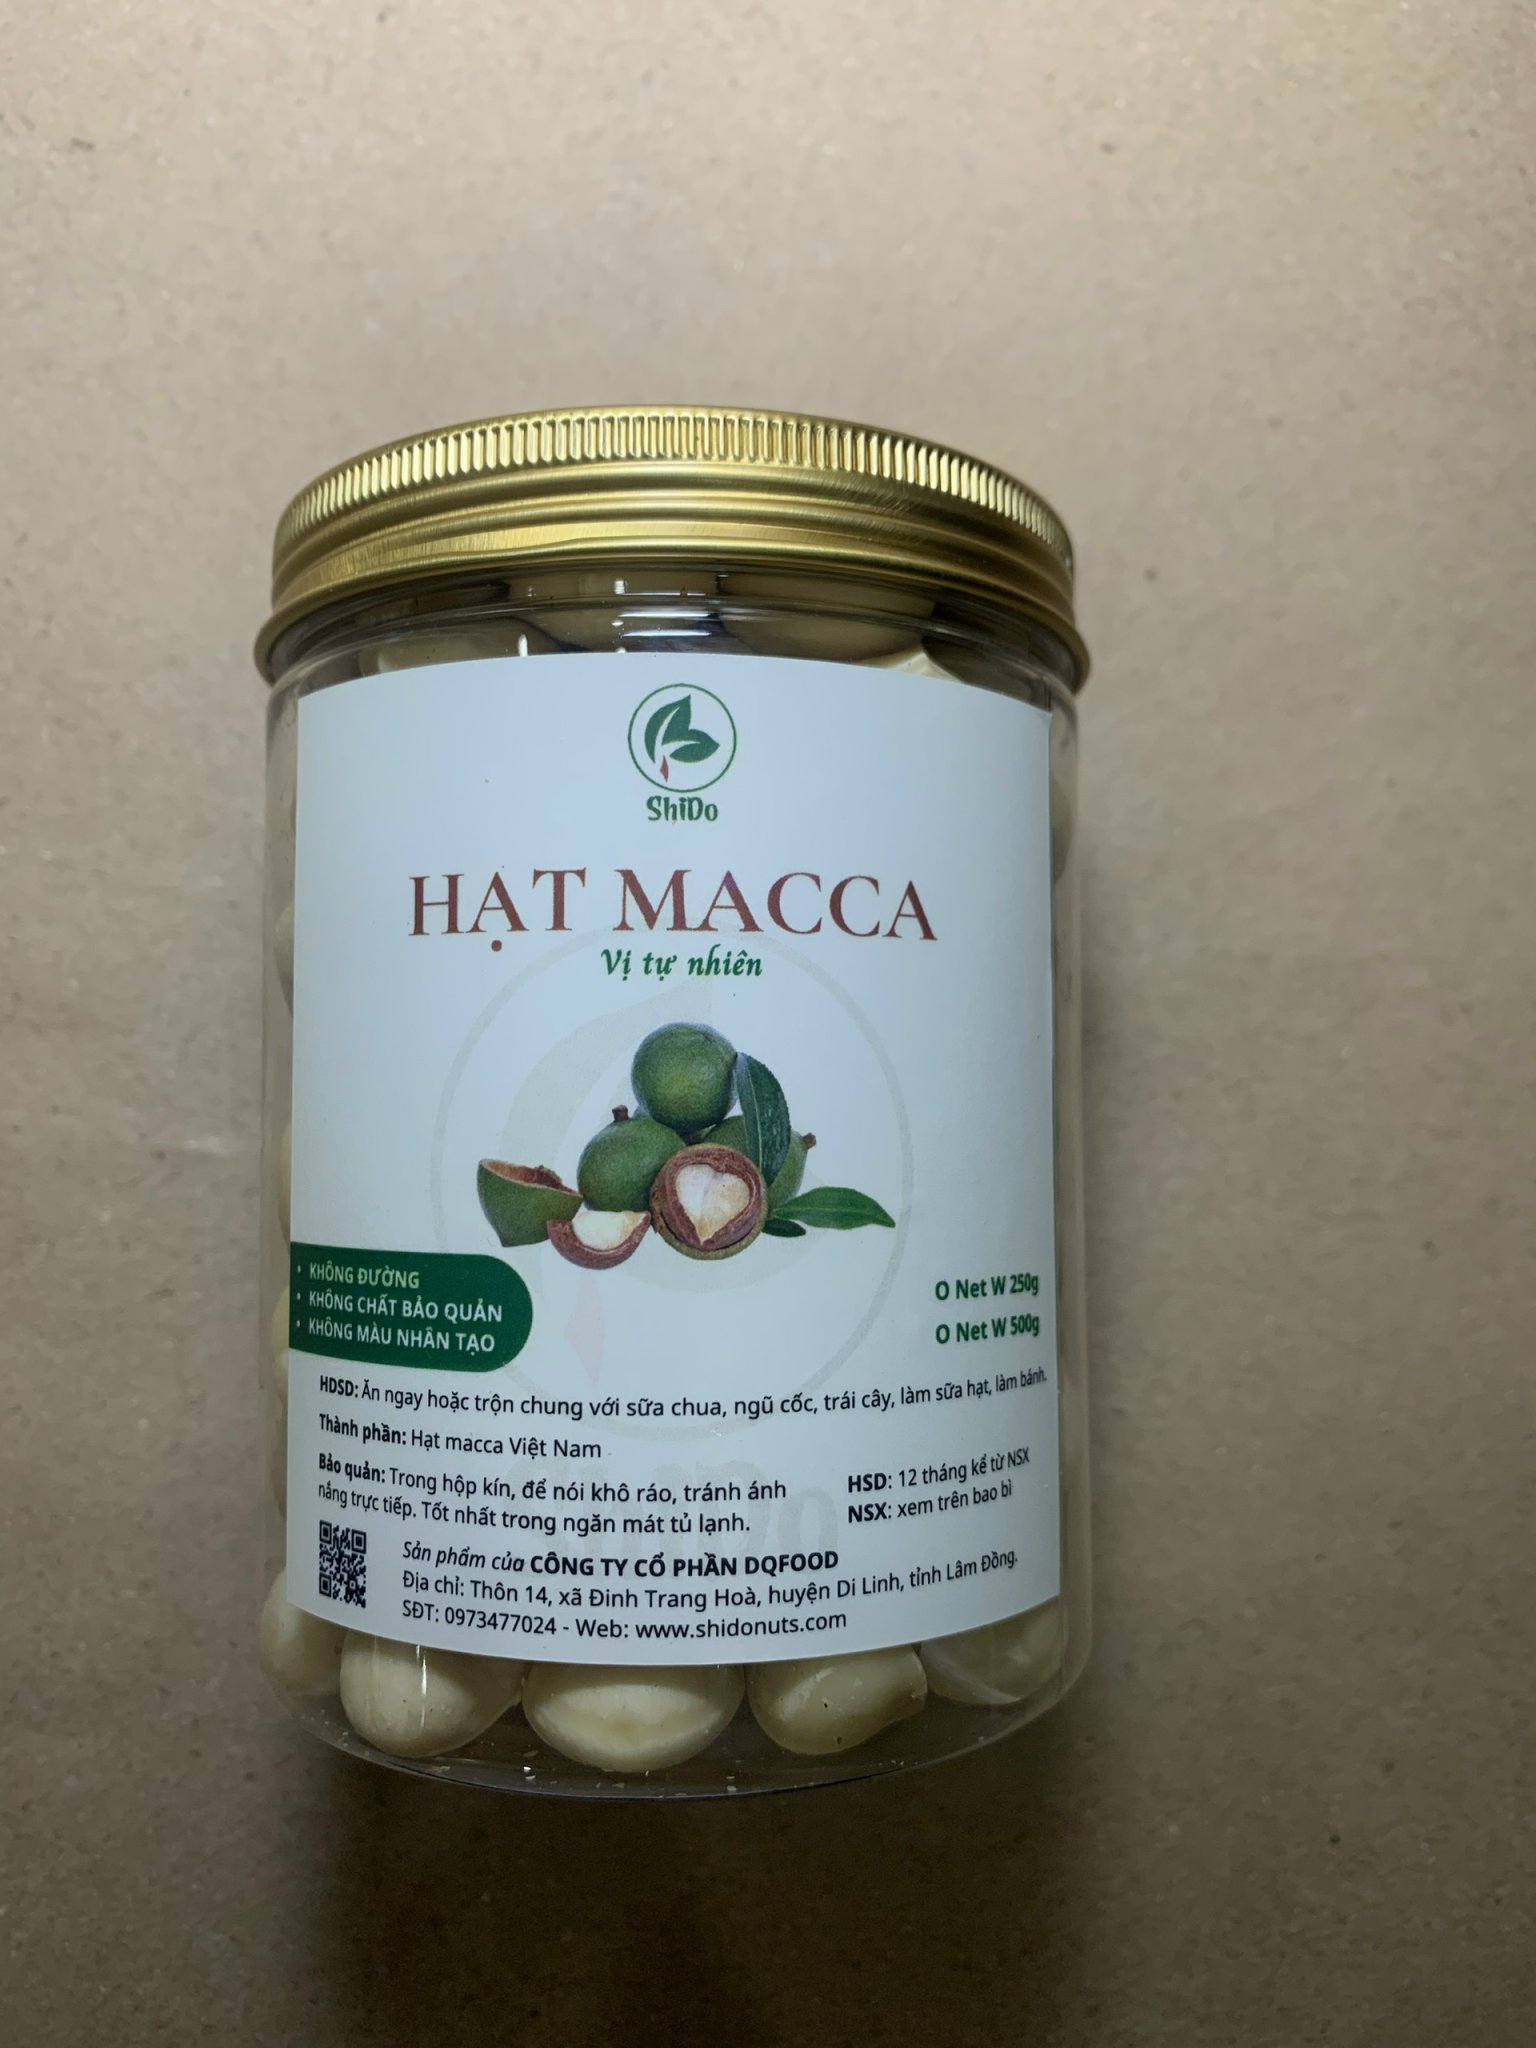 ShiDo
HẠT MACCA
Vị tự nhiên
• KHÔNG ĐƯỜNG
• KHÔNG CHẤT BẢO QUẢN
• KHÔNG MÀU NHÂN TẠO
O Net W 250g
O Net W 500g
HDSD: Ăn ngay hoặc trộn chung với sữa chua, ngũ cốc, trái cây, làm sữa hạt, làm bánh.
Thành phần: Hạt macca Việt Nam
Bảo quản: Trong hộp kín, để nói khô ráo, tránh ánh
nắng trực tiếp. Tốt nhất trong ngăn mát tủ lạnh.
HSD: 12 tháng kể từ NSX
NSX: xem trên bao bì
Sản phẩm của CÔNG TY CỔ PHẦN DQFOOD
Địa chỉ: Thôn 14, xã Đinh Trang Hoà, huyện Di Linh, tỉnh Lâm Đồng.
SĐT: 0973477024 - Web: www.shidonuts.com